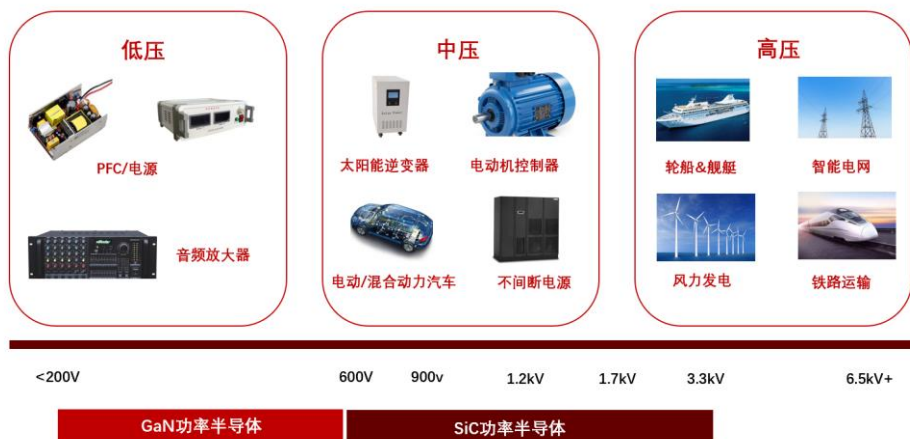 低压
中压
高压
PFC/电源
太阳能逆变器
电动机控制器
轮船&舰艇
智能电网
音频放大器
电动/混合动力汽车
不间断电源
风力发电
铁路运输
<200V
600V
900v
1.2kV
1.7kV
3.3kV
6.5kV+
GaN功率半导体
SiC功率半导体